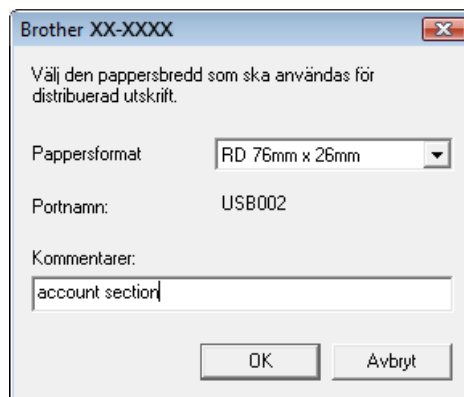 Brother XX-XXXX
Välj den pappersbredd som ska användas för
distribuerad utskrift.
Pappersformat RD 76mm x 26mm
Portnamn: USB002
Kommentarer:
account section
OK Avbryt